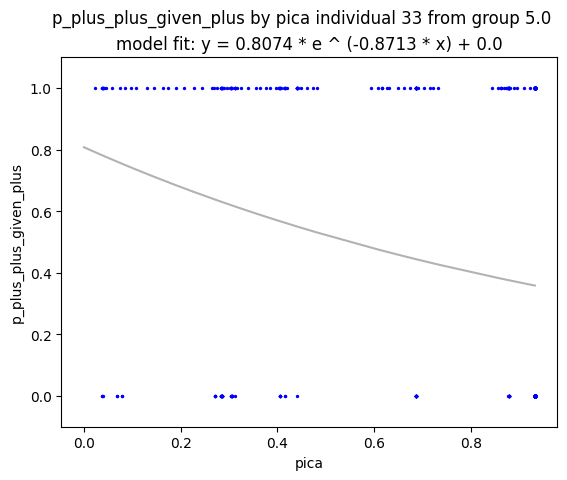 p_plus_plus_given_plus by pica individual 33 from group 5.0
model fit: y = 0.8074 * e ^ (-0.8713 * x) + 0.0
1.0
0.8
0.6
0.4
0.2
0.0
p_plus_plus_given_plus
0.0 0.2 0.4 0.6 0.8
pica